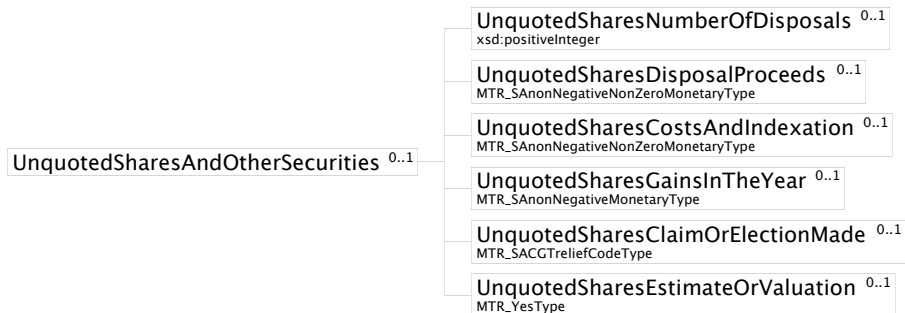 UnquotedSharesNumberOfDisposals 0..1
xsd:positiveInteger
UnquotedSharesDisposalProceeds 0..1
MTR_SAnonNegativeNonZeroMonetaryType
UnquotedSharesCostsAndIndexation 0..1
MTR_SAnonNegativeNonZeroMonetaryType
UnquotedSharesAndOtherSecurities 0..1
UnquotedSharesGainsInTheYear 0..1
MTR_SAnonNegativeMonetaryType
UnquotedSharesClaimOrElectionMade 0..1
MTR_SACGTreliefCodeType
UnquotedSharesEstimateOrValuation 0..1
MTR_YesType